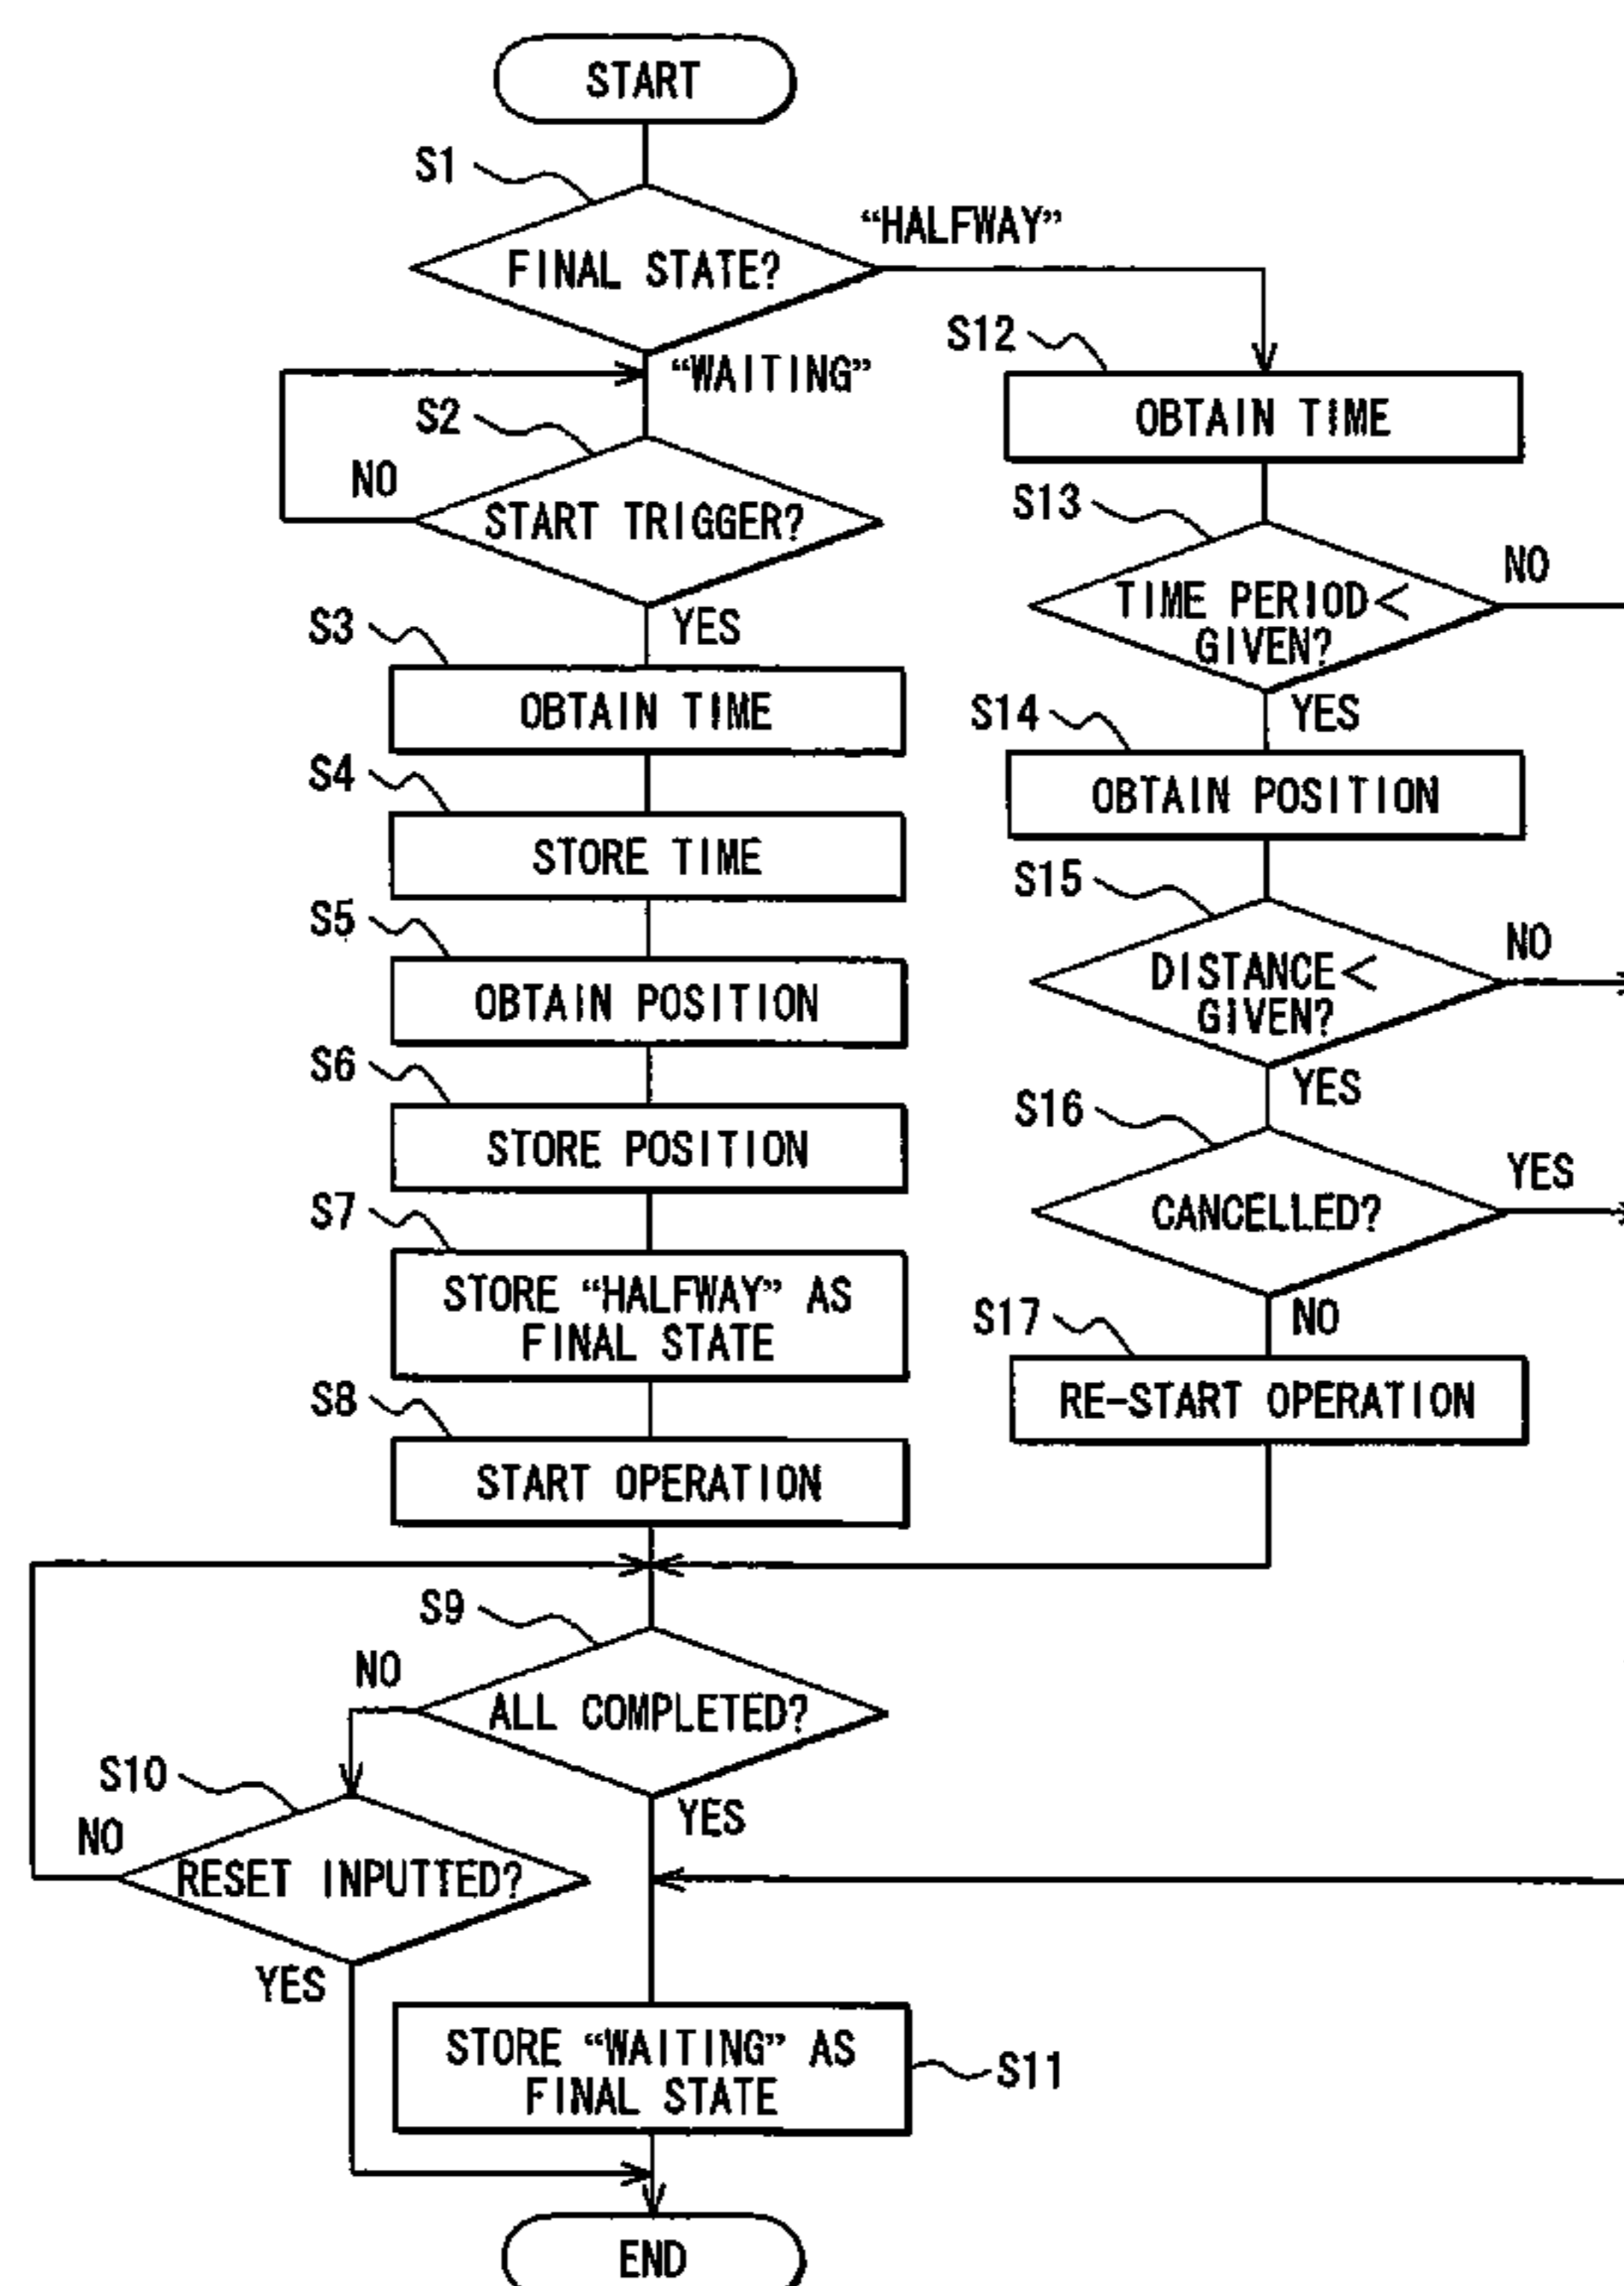 START
S1
FINAL STATE?
“HALFWAY”
“WAITING”
S2
NO
START TRIGGER?
YES
S3
OBTAIN TIME
S4
STORE TIME
S5
OBTAIN POSITION
S6
STORE POSITION
S7
STORE “HALFWAY” AS
FINAL STATE
S8
START OPERATION
S9
NO
ALL COMPLETED?
YES
S10
NO
RESET INPUTTED?
YES
STORE “WAITING” AS
FINAL STATE
S11
END
S12
OBTAIN TIME
S13
TIME PERIOD<
GIVEN?
NO
YES
S14
OBTAIN POSITION
S15
DISTANCE<
GIVEN?
NO
YES
S16
CANCELLED?
YES
NO
S17
RE-START OPERATION